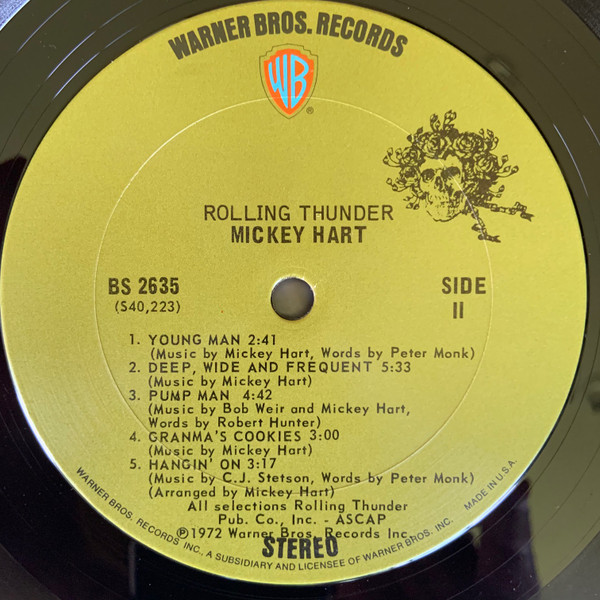 WARNER BROS. RECORDS
WB
®
ROLLING THUNDER
MICKEY HART
BS 2635
(S40,223)
SIDE
II
1. YOUNG MAN 2:41
(Music by Mickey Hart, Words by Peter Monk)
2. DEEP, WIDE AND FREQUENT 5:33
(Music by Mickey Hart)
3. PUMP MAN 4:42
(Music by Bob Weir and Mickey Hart,
Words by Robert Hunter)
4. GRANMA'S COOKIES 3:00
(Music by Mickey Hart)
5. HANGIN' ON 3:17
(Music by C.J. Stetson, Words by Peter Monk)
(Arranged by Mickey Hart)
All selections Rolling Thunder
Pub. Co., Inc. - ASCAP
℗1972 Warner Bros. Records Inc.
STEREO
WARNER BROS. RECORDS INC., A SUBSIDIARY AND LICENSEE OF WARNER BROS. INC. MADE IN U.S.A.